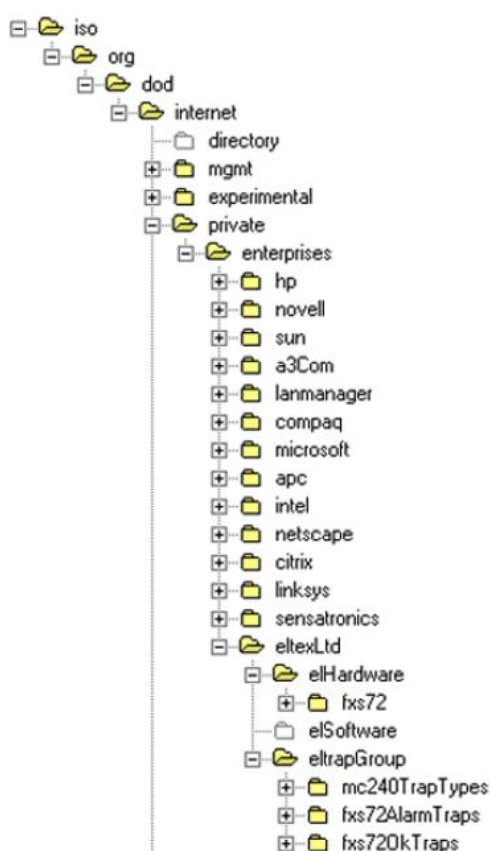 iso
org
dod
internet
directory
mgmt
experimental
private
enterprises
hp
novell
sun
a3Com
lanmanager
compaq
microsoft
apc
intel
netscape
citrix
linksys
sensatronics
eltexLtd
elHardware
fxs72
elSoftware
eltrapGroup
mc240TrapTypes
fxs72AlarmTraps
fxs72OkTraps